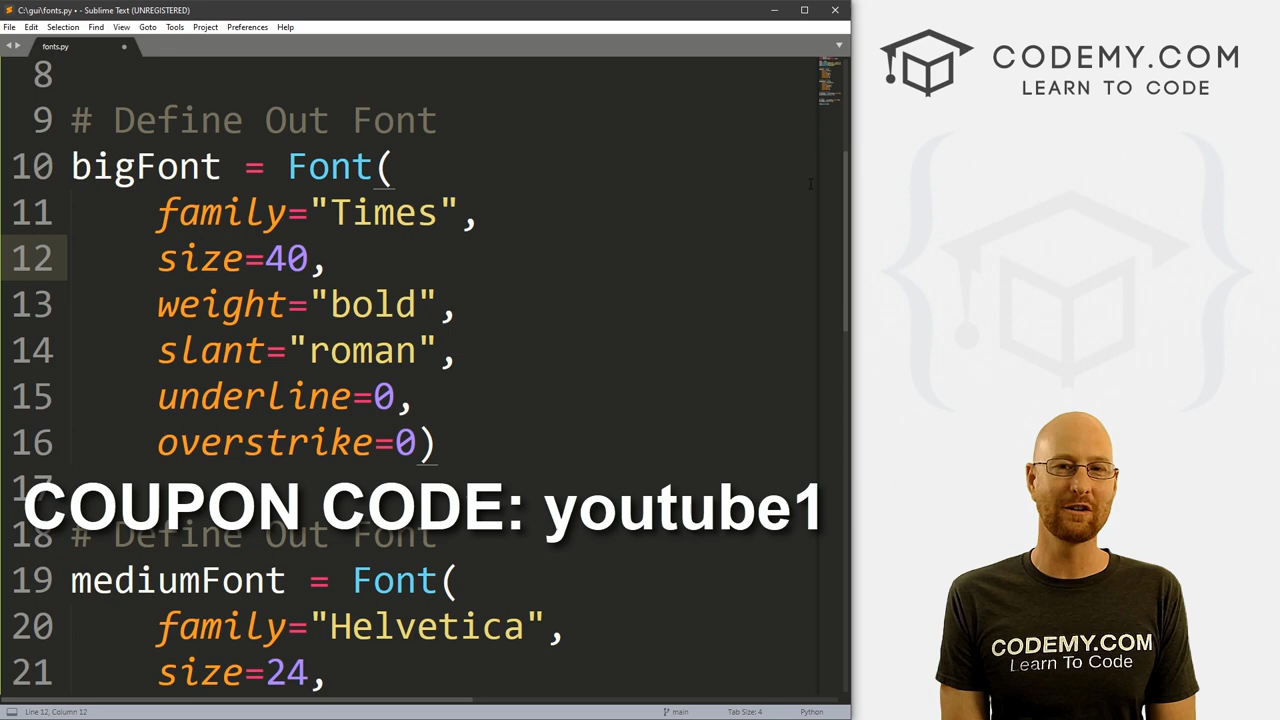 C:\gui\fonts.py • - Sublime Text (UNREGISTERED)
File Edit Selection Find View Goto Tools Project Preferences Help
fonts.py
8
9 # Define Out Font
10 bigFont = Font(
11 family="Times",
12 size=40,
13 weight="bold",
14 slant="roman",
15 underline=0,
16 overstrike=0)
17
COUPON CODE: youtube1
18 # Define Out Font
19 mediumFont = Font(
20 family="Helvetica",
21 size=24,
Line 12, Column 12 main Tab Size: 4 Python
CODEMY.COM
LEARN TO CODE
CODEMY.COM
Learn To Code